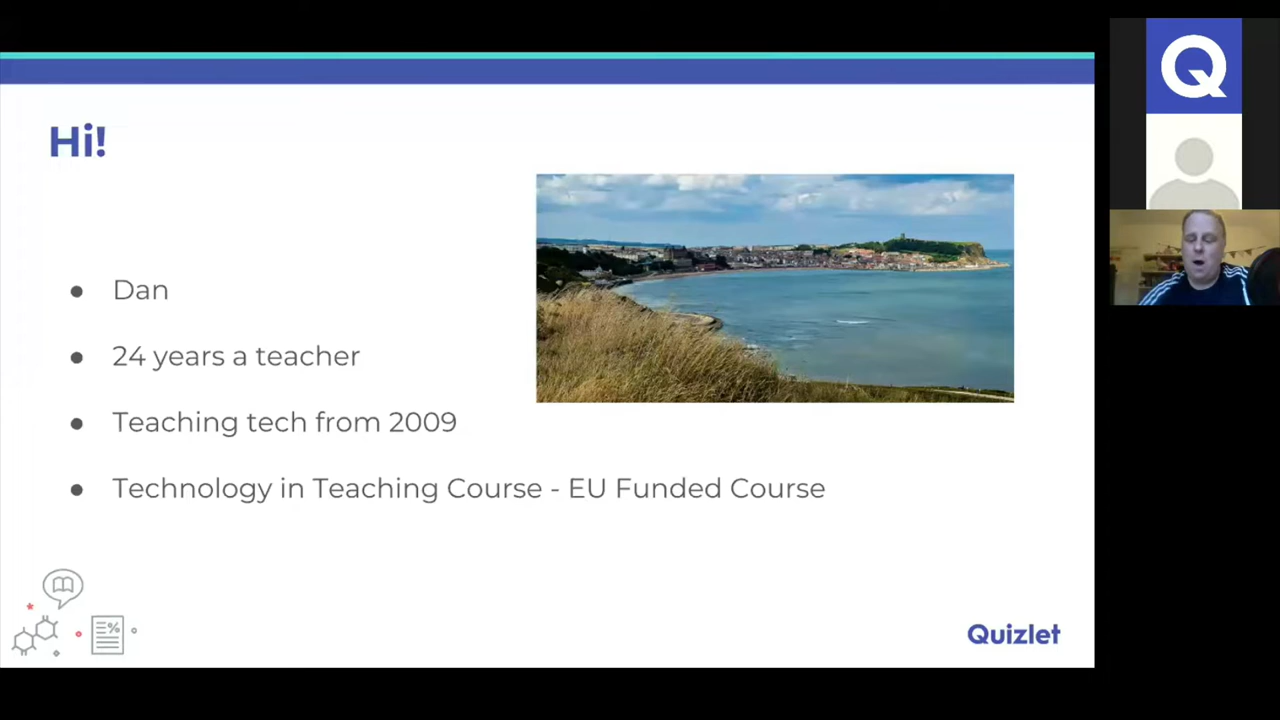 Hi!
Dan
24 years a teacher
Teaching tech from 2009
Technology in Teaching Course - EU Funded Course
%
Quizlet
Q